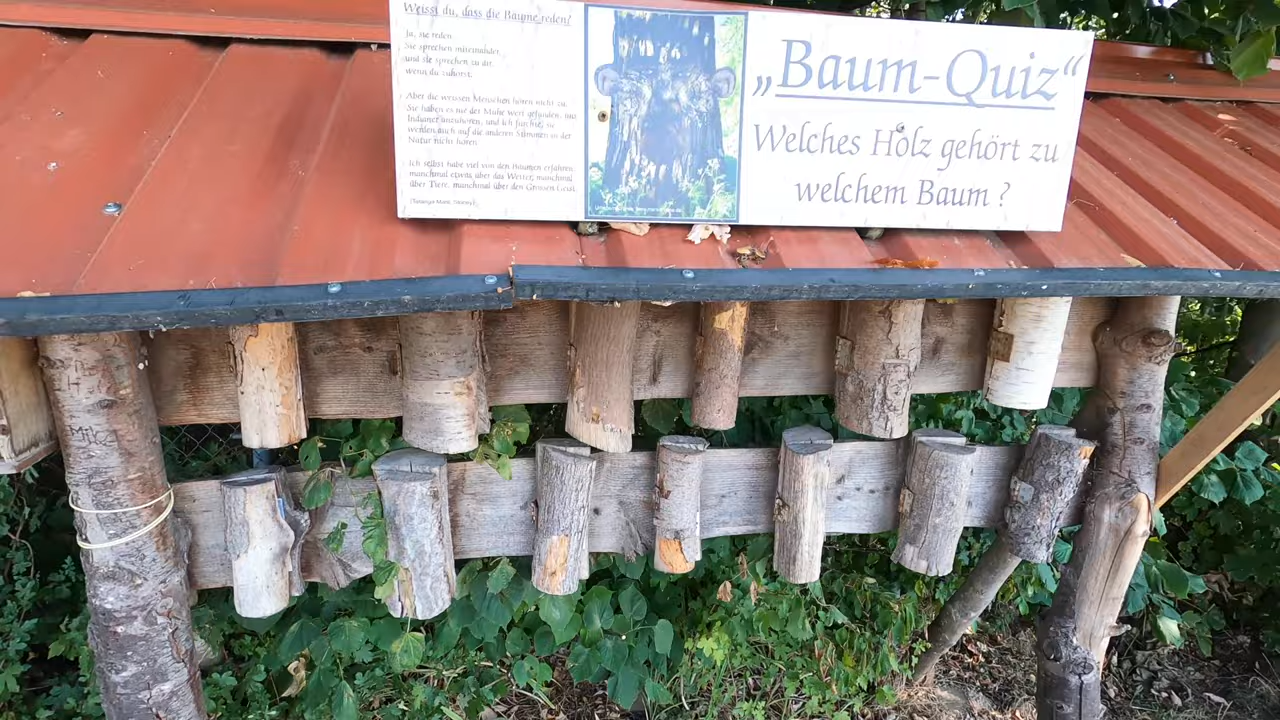 Weisst du, dass die Bäume reden?
Ja, sie reden.
Sie sprechen miteinander,
und sie sprechen zu dir,
wenn du zuhörst.
Aber die weissen Menschen hören nicht zu.
Sie haben es nie der Mühe wert gefunden, uns
Indianer anzuhören, und ich fürchte, sie
werden auch auf die anderen Stimmen in der
Natur nicht hören.
Ich selbst habe viel von den Bäumen erfahren,
manchmal etwas über das Wetter, manchmal
über Tiere, manchmal über den Grossen Geist.
„Baum-Quiz“
Welches Holz gehört zu
welchem Baum ?